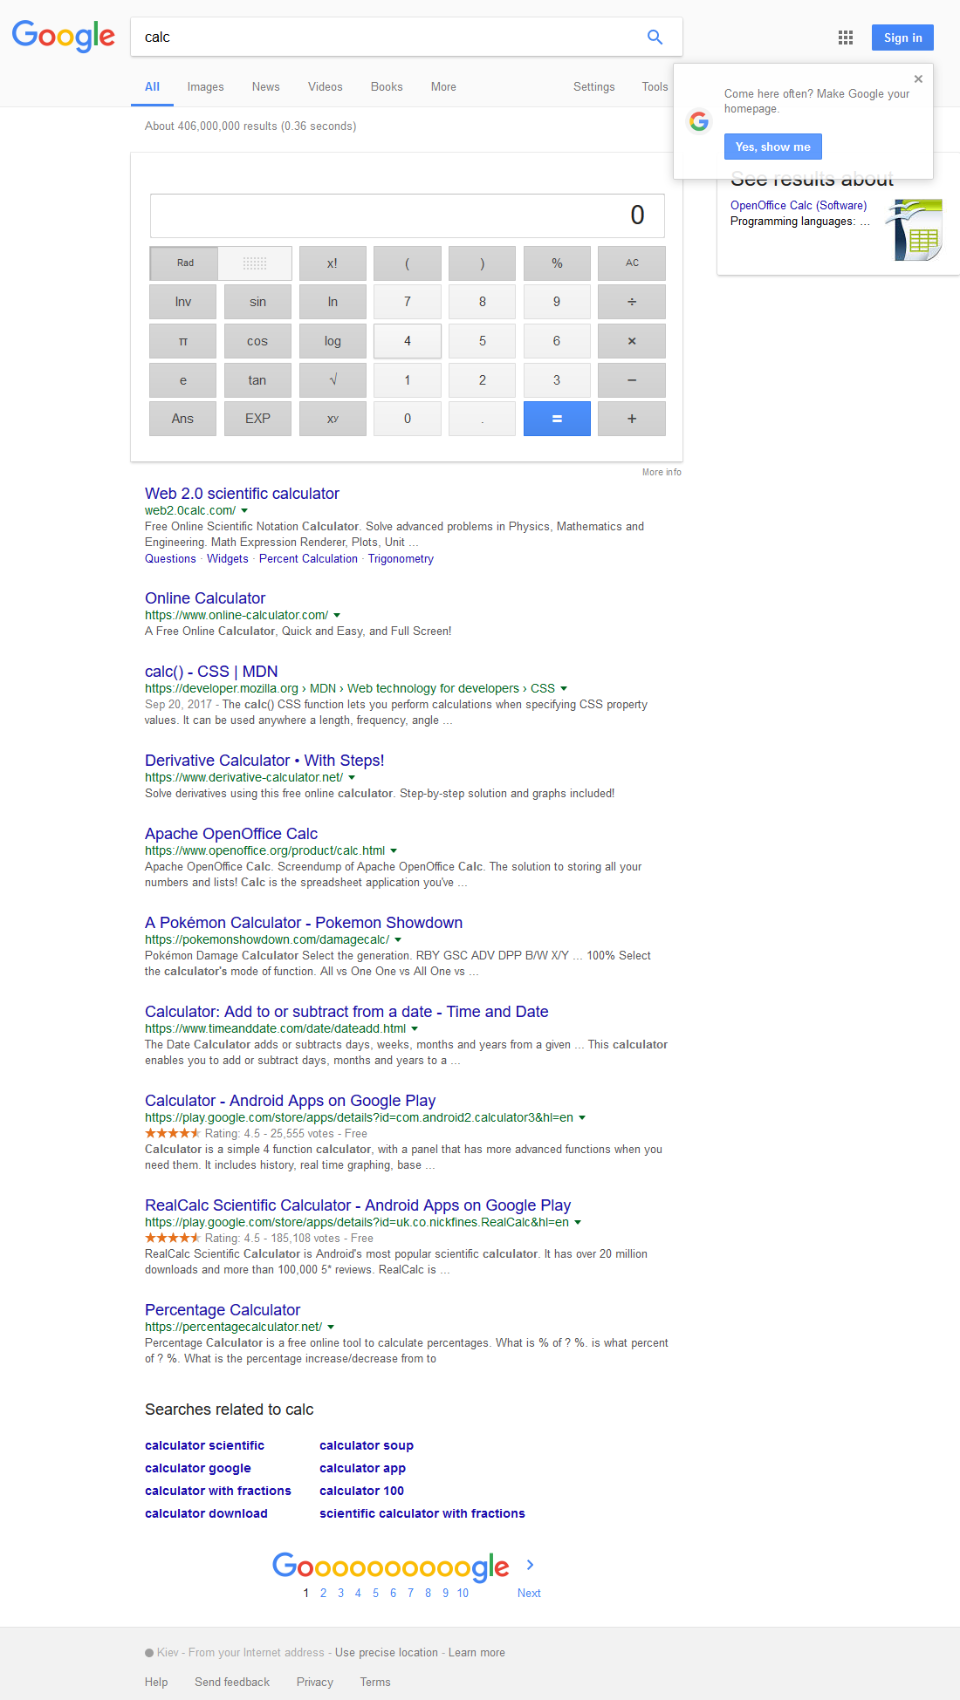 Google
calc
Sign in
All Images News Videos Books More Settings Tools
Come here often? Make Google your
homepage.
Yes, show me
About 406,000,000 results (0.36 seconds)
See results about
OpenOffice Calc (Software)
Programming languages: ...
0
Rad x! ( ) % AC
Inv sin ln 7 8 9 ÷
π cos log 4 5 6 ×
e tan √ 1 2 3 −
Ans EXP xʸ 0 . = +
More info
Web 2.0 scientific calculator
web2.0calc.com/
Free Online Scientific Notation Calculator. Solve advanced problems in Physics, Mathematics and
Engineering. Math Expression Renderer, Plots, Unit ...
Questions · Widgets · Percent Calculation · Trigonometry
Online Calculator
https://www.online-calculator.com/
A Free Online Calculator, Quick and Easy, and Full Screen!
calc() - CSS | MDN
https://developer.mozilla.org › MDN › Web technology for developers › CSS
Sep 20, 2017 - The calc() CSS function lets you perform calculations when specifying CSS property
values. It can be used anywhere a length, frequency, angle ...
Derivative Calculator • With Steps!
https://www.derivative-calculator.net/
Solve derivatives using this free online calculator. Step-by-step solution and graphs included!
Apache OpenOffice Calc
https://www.openoffice.org/product/calc.html
Apache OpenOffice Calc. Screendump of Apache OpenOffice Calc. The solution to storing all your
numbers and lists! Calc is the spreadsheet application you've ...
A Pokémon Calculator - Pokemon Showdown
https://pokemonshowdown.com/damagecalc/
Pokémon Damage Calculator Select the generation. RBY GSC ADV DPP B/W X/Y ... 100% Select
the calculator's mode of function. All vs One One vs All One vs ...
Calculator: Add to or subtract from a date - Time and Date
https://www.timeanddate.com/date/dateadd.html
The Date Calculator adds or subtracts days, weeks, months and years from a given ... This calculator
enables you to add or subtract days, months and years to a ...
Calculator - Android Apps on Google Play
https://play.google.com/store/apps/details?id=com.android2.calculator3&hl=en
Rating: 4.5 - 25,555 votes - Free
Calculator is a simple 4 function calculator, with a panel that has more advanced functions when you
need them. It includes history, real time graphing, base ...
RealCalc Scientific Calculator - Android Apps on Google Play
https://play.google.com/store/apps/details?id=uk.co.nickfines.RealCalc&hl=en
Rating: 4.5 - 185,108 votes - Free
RealCalc Scientific Calculator is Android's most popular scientific calculator. It has over 20 million
downloads and more than 100,000 5* reviews. RealCalc is ...
Percentage Calculator
https://percentagecalculator.net/
Percentage Calculator is a free online tool to calculate percentages. What is % of ? %. is what percent
of ? %. What is the percentage increase/decrease from to
Searches related to calc
calculator scientific calculator soup
calculator google calculator app
calculator with fractions calculator 100
calculator download scientific calculator with fractions
Goooooooooogle
1 2 3 4 5 6 7 8 9 10 Next
Kiev - From your Internet address - Use precise location - Learn more
Help Send feedback Privacy Terms